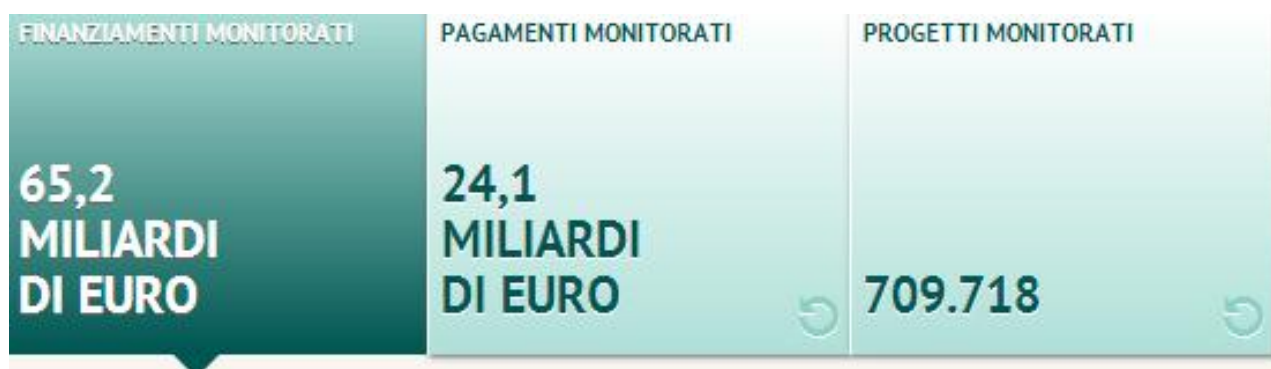 FINANZIAMENTI MONITORATI
65,2
MILIARDI
DI EURO
PAGAMENTI MONITORATI
24,1
MILIARDI
DI EURO
PROGETTI MONITORATI
709.718